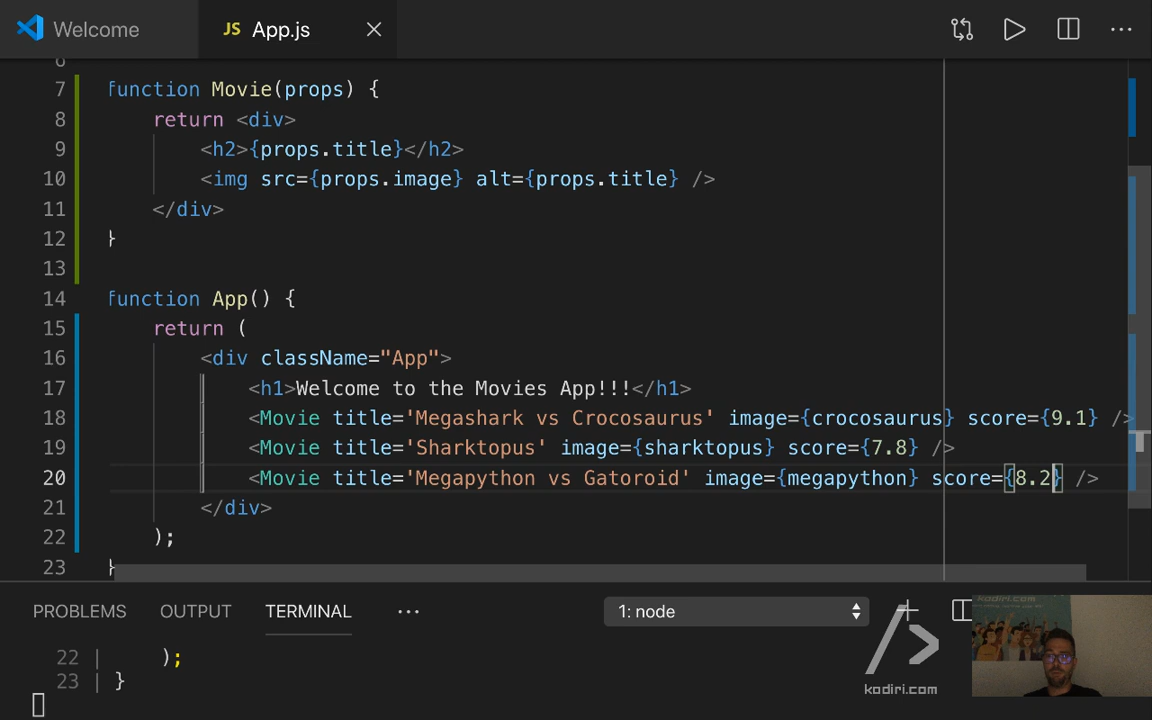 Welcome
JS App.js
6
7 function Movie(props) {
8 return <div>
9 <h2>{props.title}</h2>
10 <img src={props.image} alt={props.title} />
11 </div>
12 }
13
14 function App() {
15 return (
16 <div className="App">
17 <h1>Welcome to the Movies App!!!</h1>
18 <Movie title='Megashark vs Crocosaurus' image={crocosaurus} score={9.1} />
19 <Movie title='Sharktopus' image={sharktopus} score={7.8} />
20 <Movie title='Megapython vs Gatoroid' image={megapython} score={8.2} />
21 </div>
22 );
23 }
PROBLEMS OUTPUT TERMINAL ... 1: node
22 | );
23 | }
kodiri.com
kodiri.com